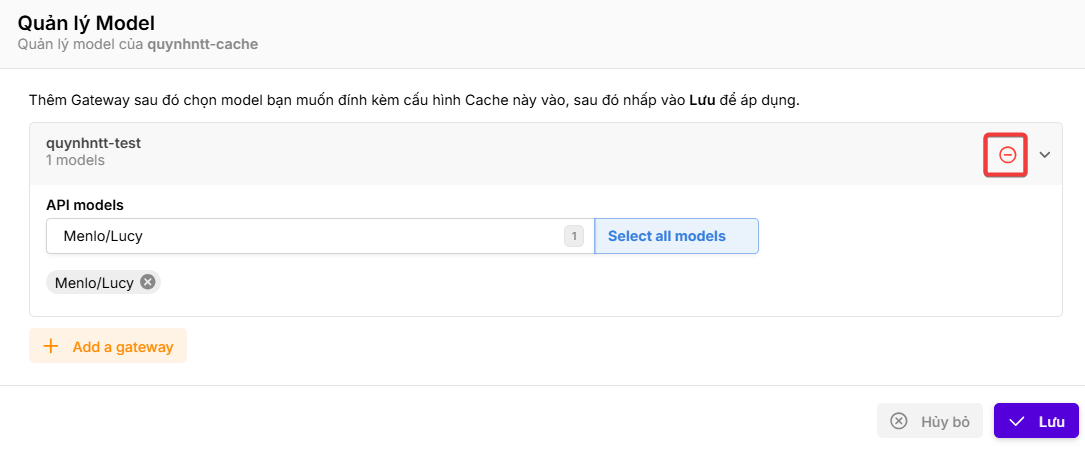 Quản lý Model
Quản lý model của quynhntt-cache
Thêm Gateway sau đó chọn model bạn muốn đính kèm cấu hình Cache này vào, sau đó nhấp vào Lưu để áp dụng.
quynhntt-test
1 models
API models
Menlo/Lucy 1 Select all models
Menlo/Lucy
Add a gateway
Hủy bỏ Lưu